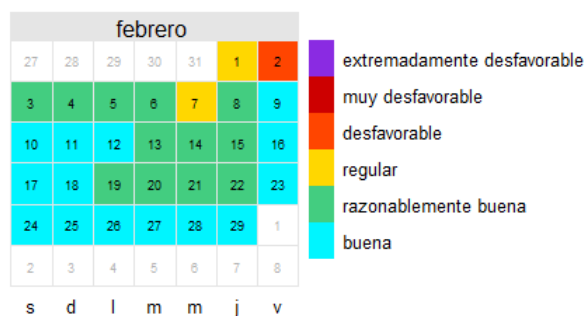 febrero
27 28 29 30 31 1 2
3 4 5 6 7 8 9
10 11 12 13 14 15 16
17 18 19 20 21 22 23
24 25 26 27 28 29 1
2 3 4 5 6 7 8
s d l m m j v
extremadamente desfavorable
muy desfavorable
desfavorable
regular
razonablemente buena
buena